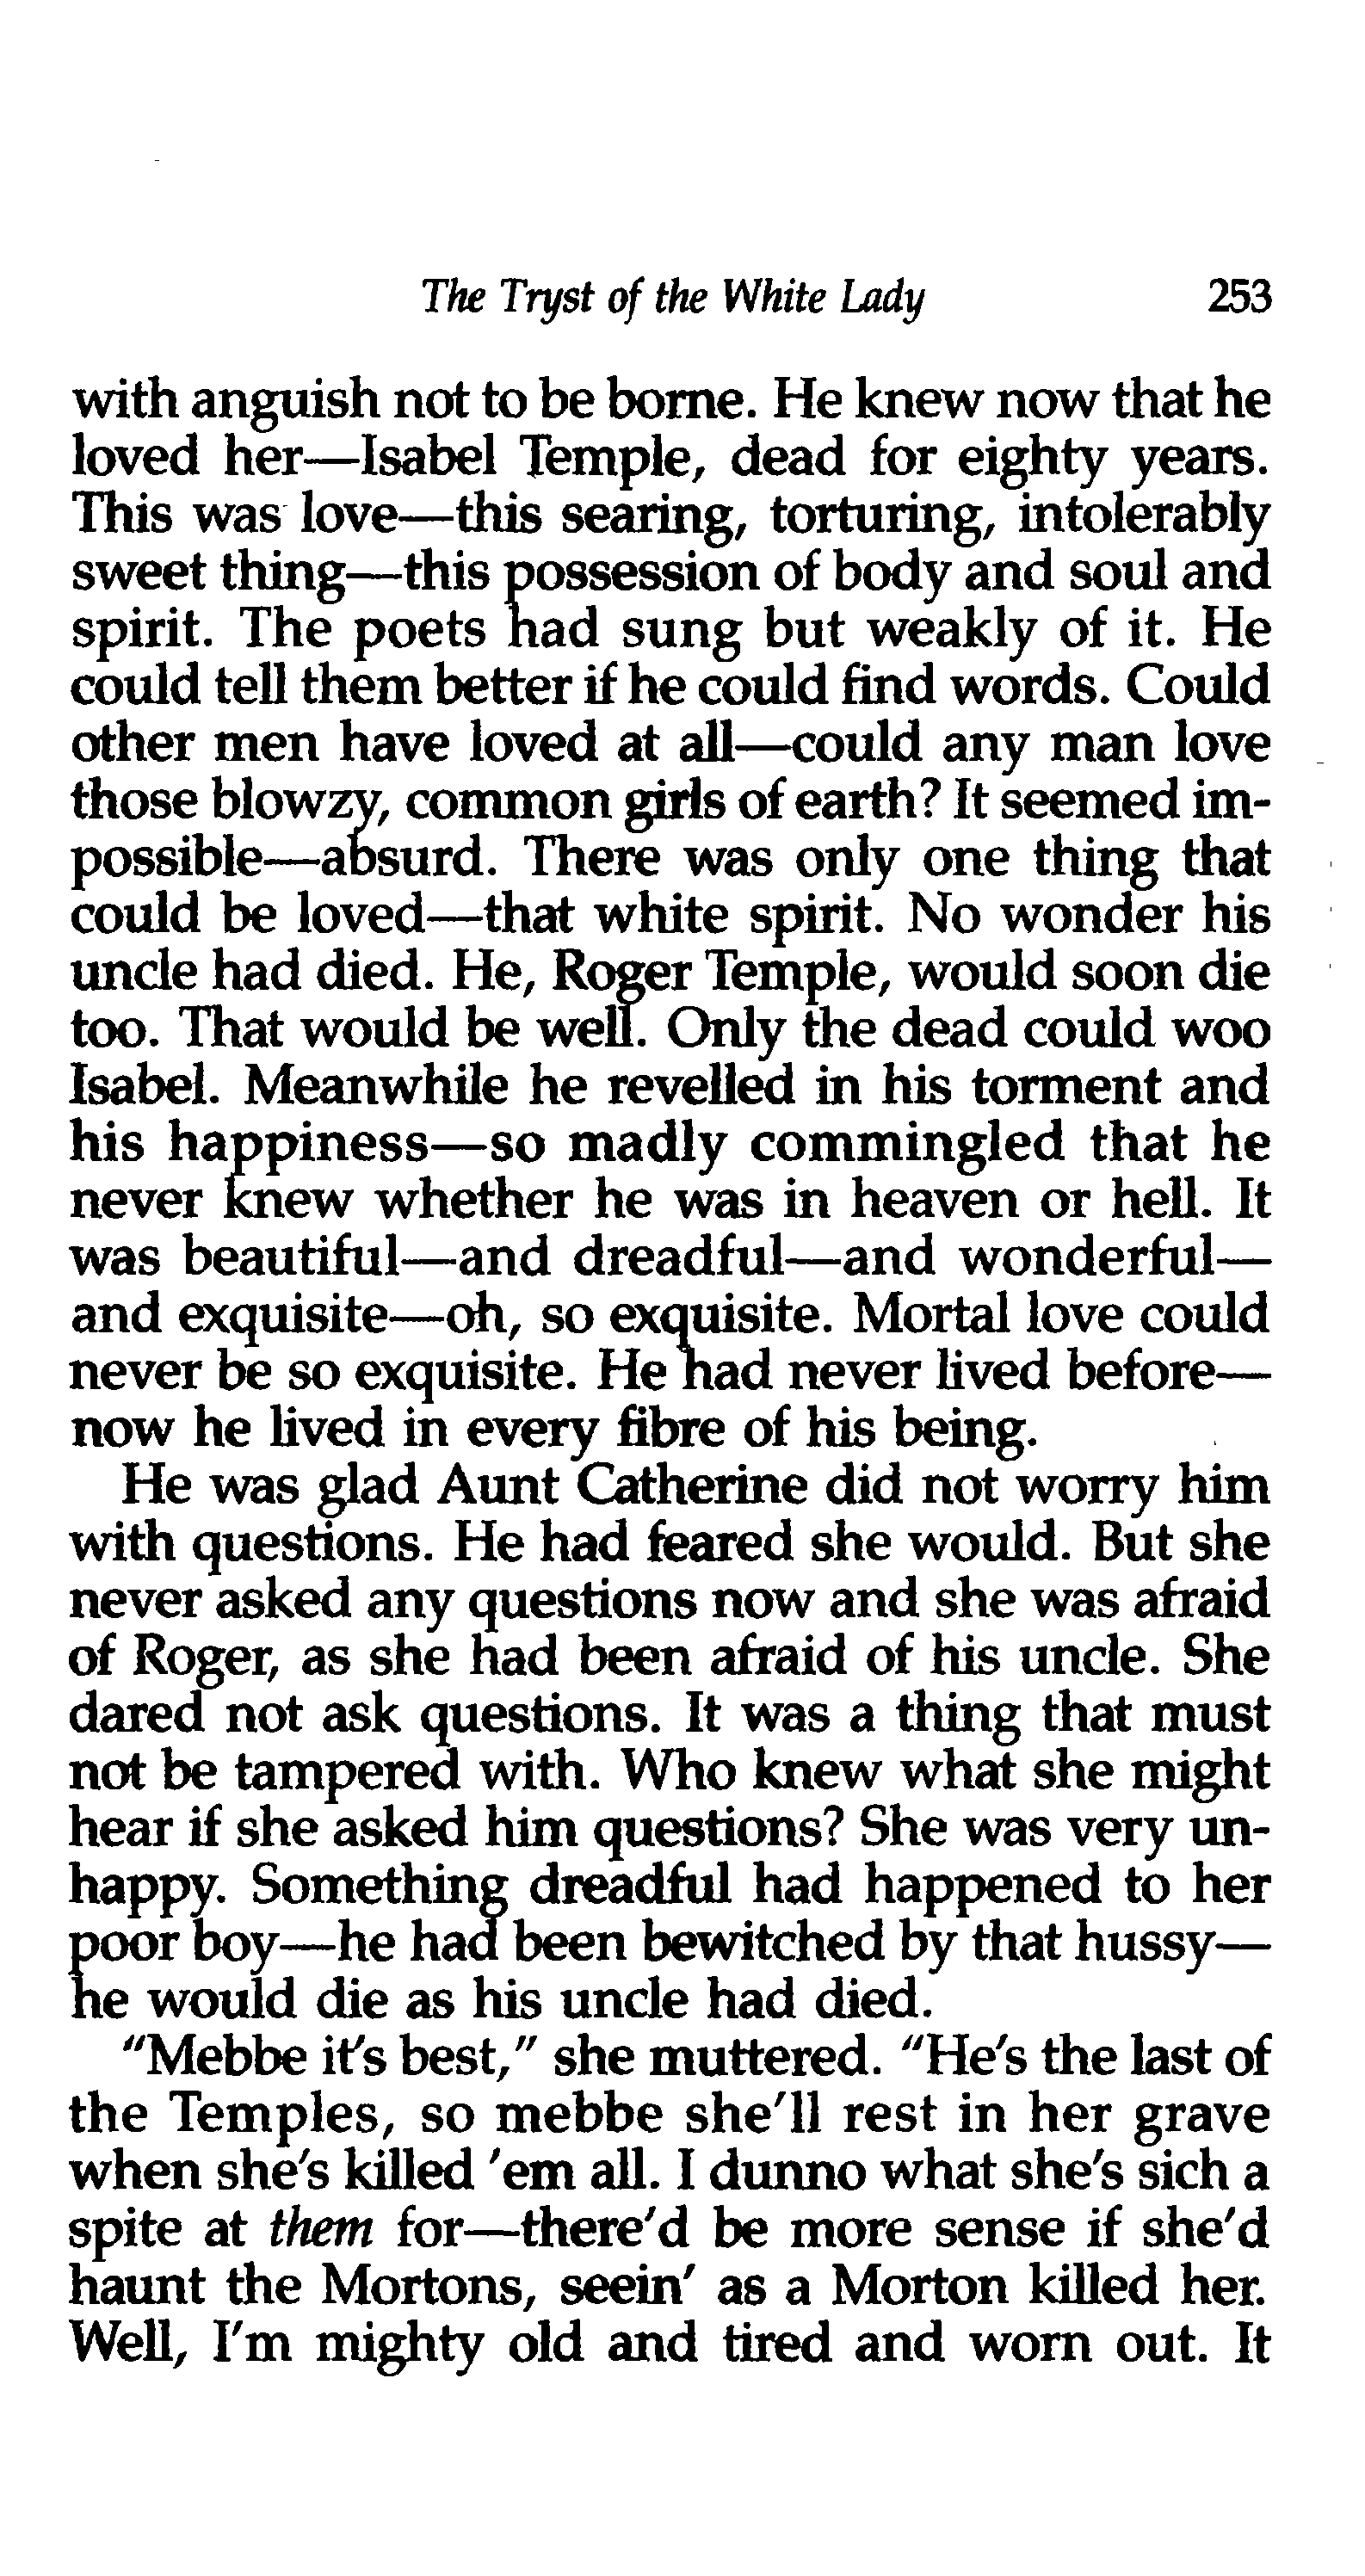 The Tryst of the White Lady 253
with anguish not to be borne. He knew now that he
loved her—Isabel Temple, dead for eighty years.
This was love—this searing, torturing, intolerably
sweet thing—this possession of body and soul and
spirit. The poets had sung but weakly of it. He
could tell them better if he could find words. Could
other men have loved at all—could any man love
those blowzy, common girls of earth? It seemed im-
possible—absurd. There was only one thing that
could be loved—that white spirit. No wonder his
uncle had died. He, Roger Temple, would soon die
too. That would be well. Only the dead could woo
Isabel. Meanwhile he revelled in his torment and
his happiness—so madly commingled that he
never knew whether he was in heaven or hell. It
was beautiful—and dreadful—and wonderful—
and exquisite—oh, so exquisite. Mortal love could
never be so exquisite. He had never lived before—
now he lived in every fibre of his being.
He was glad Aunt Catherine did not worry him
with questions. He had feared she would. But she
never asked any questions now and she was afraid
of Roger, as she had been afraid of his uncle. She
dared not ask questions. It was a thing that must
not be tampered with. Who knew what she might
hear if she asked him questions? She was very un-
happy. Something dreadful had happened to her
poor boy—he had been bewitched by that hussy—
he would die as his uncle had died.
"Mebbe it's best," she muttered. "He's the last of
the Temples, so mebbe she'll rest in her grave
when she's killed 'em all. I dunno what she's sich a
spite at them for—there'd be more sense if she'd
haunt the Mortons, seein' as a Morton killed her.
Well, I'm mighty old and tired and worn out. It